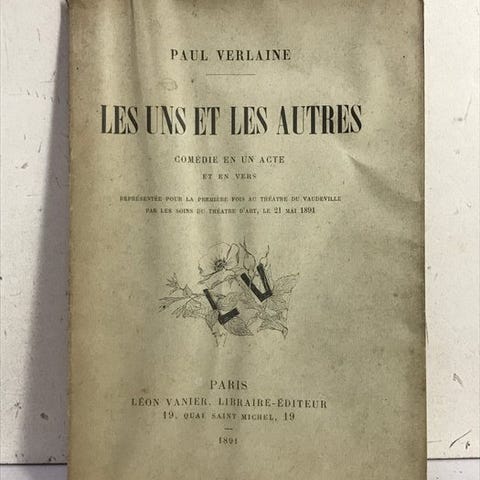 PAUL VERLAINE
LES UNS ET LES AUTRES
COMÉDIE EN UN ACTE
ET EN VERS
REPRÉSENTÉE POUR LA PREMIÈRE FOIS AU THÉATRE DU VAUDEVILLE
PAR LES SOINS DU THÉATRE D'ART, LE 21 MAI 1891
LV
PARIS
LÉON VANIER, LIBRAIRE-ÉDITEUR
19, QUAI SAINT MICHEL, 19
1891